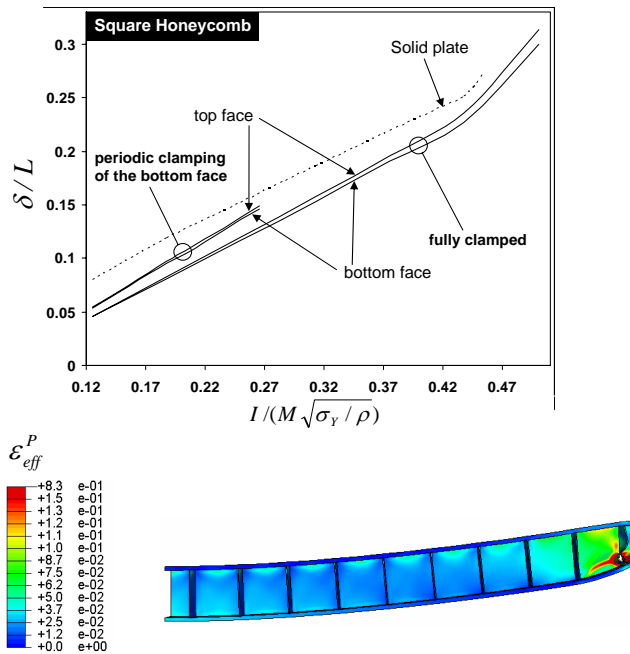 Square Honeycomb
0.3
Solid plate
0.25
top face
0.2
periodic clamping
of the bottom face
δ / L
0.15
fully clamped
0.1
bottom face
0.05
0
0.12 0.17 0.22 0.27 0.32 0.37 0.42 0.47
I /(M√σ_Y / ρ)
ε^P_eff
+8.3 e-01
+1.5 e-01
+1.3 e-01
+1.2 e-01
+1.1 e-01
+1.0 e-01
+8.7 e-02
+7.5 e-02
+6.2 e-02
+5.0 e-02
+3.7 e-02
+2.5 e-02
+1.2 e-02
+0.0 e+00